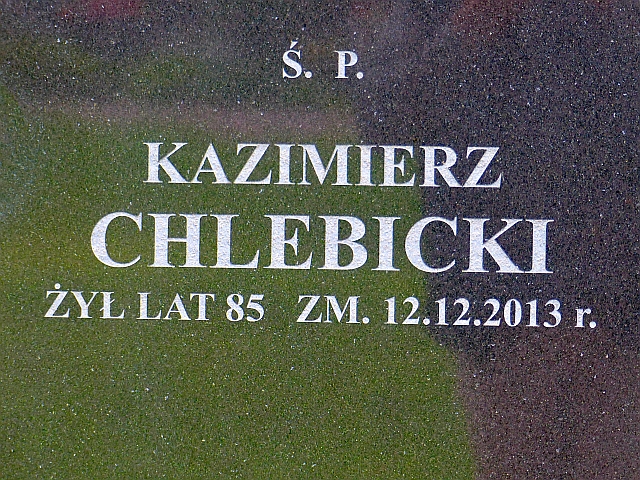 Ś. P.
KAZIMIERZ
CHLEBICKI
ŻYŁ LAT 85 ZM. 12.12.2013 r.